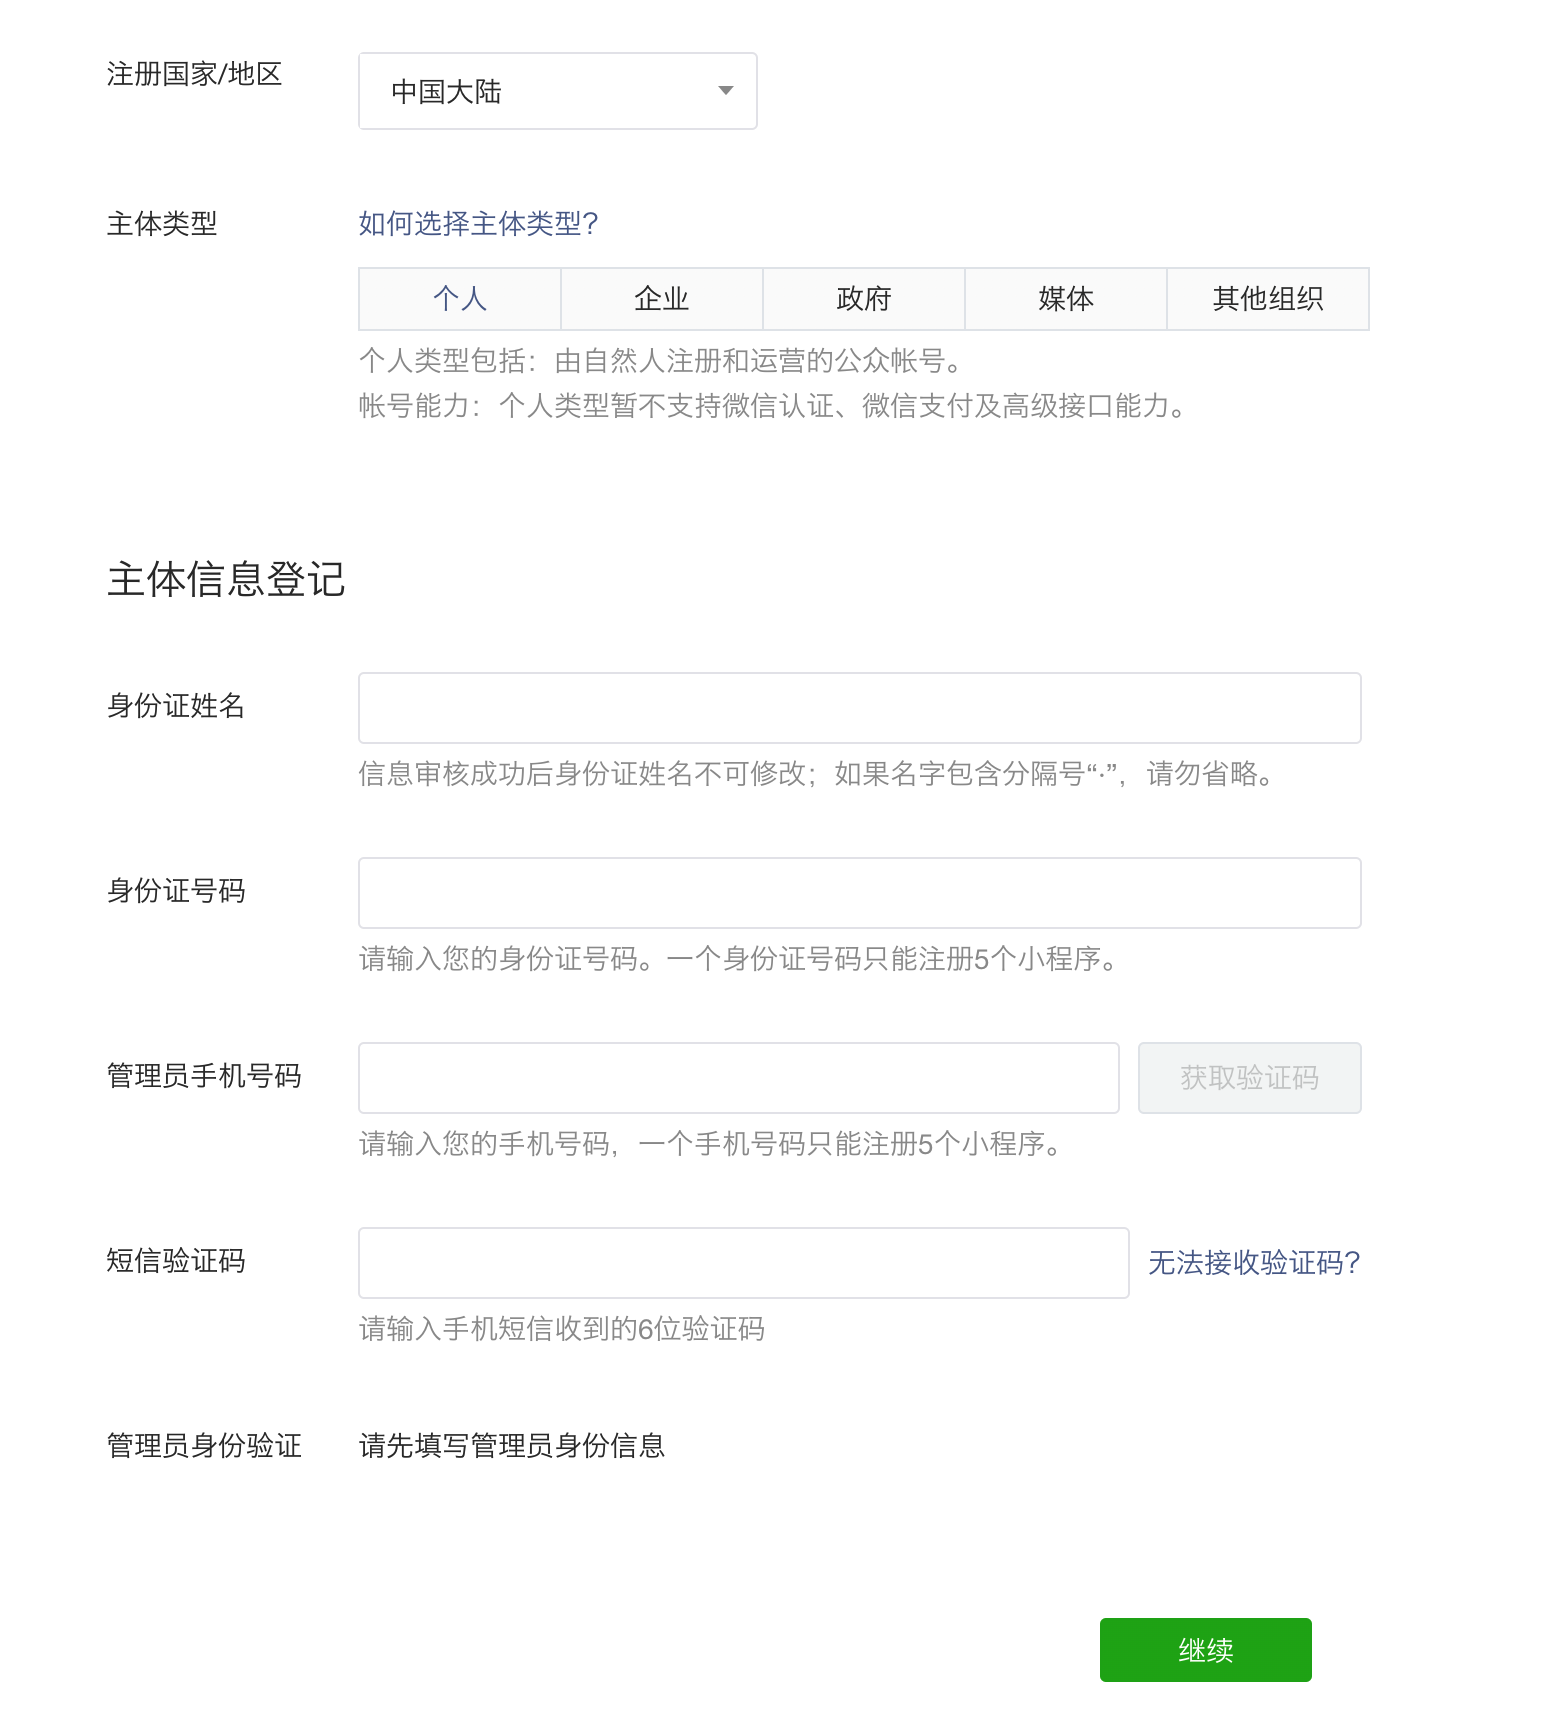 注册国家/地区
中国大陆
主体类型
如何选择主体类型?
个人
企业
政府
媒体
其他组织
个人类型包括：由自然人注册和运营的公众帐号。
帐号能力：个人类型暂不支持微信认证、微信支付及高级接口能力。
主体信息登记
身份证姓名
信息审核成功后身份证姓名不可修改；如果名字包含分隔号“·”，请勿省略。
身份证号码
请输入您的身份证号码。一个身份证号码只能注册5个小程序。
管理员手机号码
获取验证码
请输入您的手机号码，一个手机号码只能注册5个小程序。
短信验证码
无法接收验证码?
请输入手机短信收到的6位验证码
管理员身份验证
请先填写管理员身份信息
继续